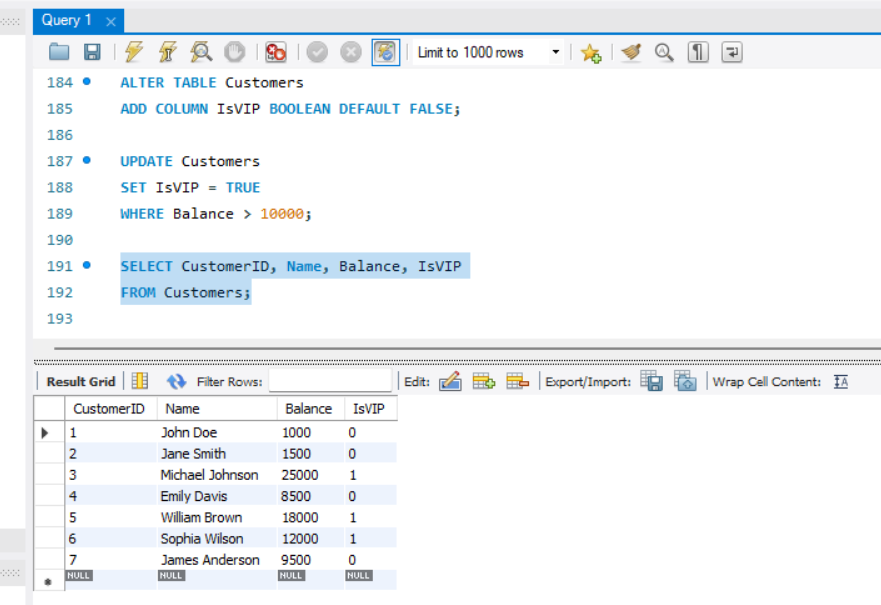 Query 1
Limit to 1000 rows
184 ALTER TABLE Customers
185 ADD COLUMN IsVIP BOOLEAN DEFAULT FALSE;
186
187 UPDATE Customers
188 SET IsVIP = TRUE
189 WHERE Balance > 10000;
190
191 SELECT CustomerID, Name, Balance, IsVIP
192 FROM Customers;
193
Result Grid Filter Rows: Edit: Export/Import: Wrap Cell Content: IA
CustomerID Name Balance IsVIP
1 John Doe 1000 0
2 Jane Smith 1500 0
3 Michael Johnson 25000 1
4 Emily Davis 8500 0
5 William Brown 18000 1
6 Sophia Wilson 12000 1
7 James Anderson 9500 0
NULL NULL NULL NULL